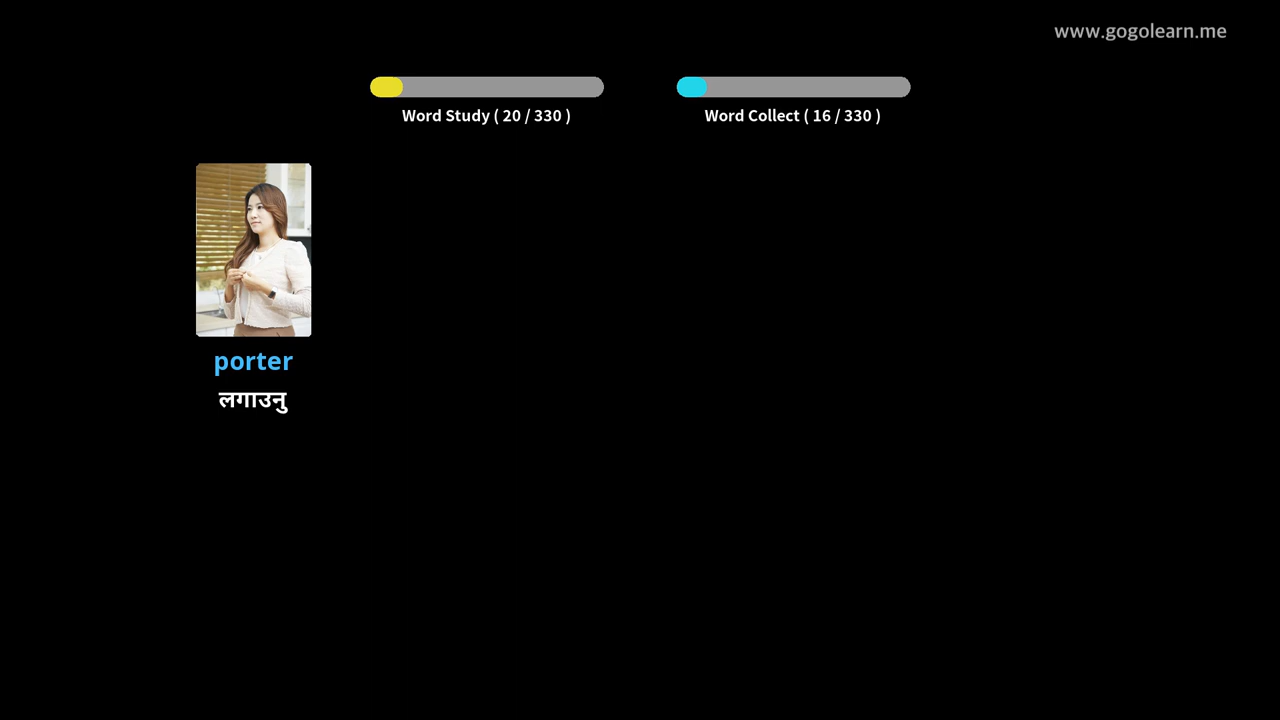 www.gogolearn.me
Word Study ( 20 / 330 )
Word Collect ( 16 / 330 )
porter
लगाउनु